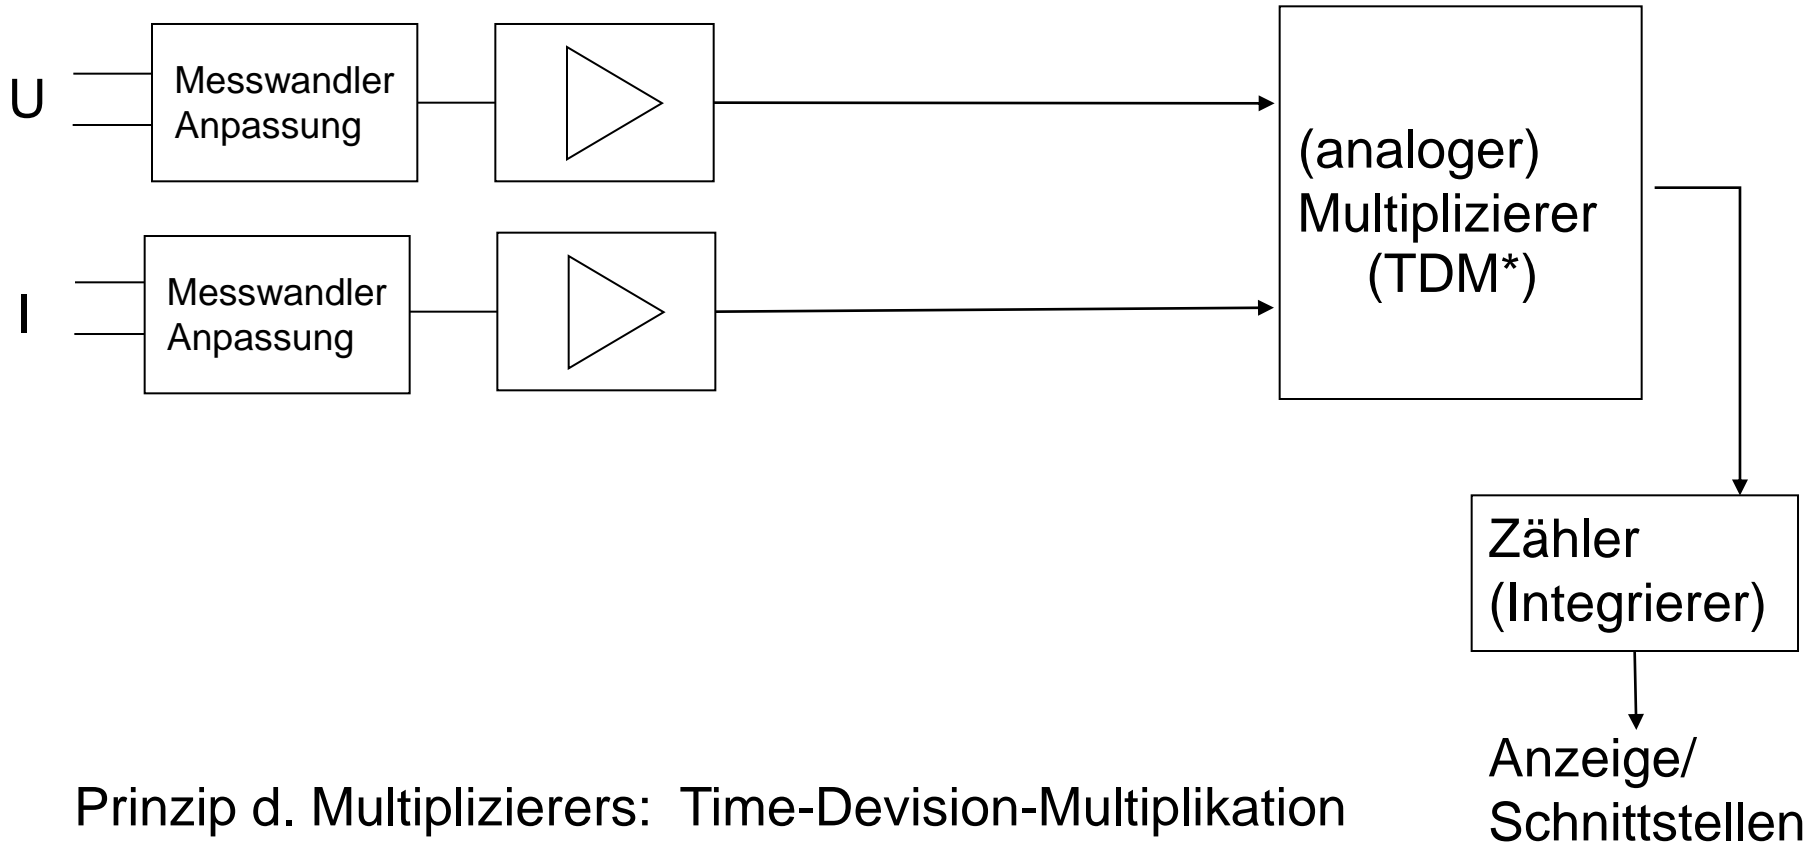 U
Messwandler
Anpassung
I
Messwandler
Anpassung
(analoger)
Multiplizierer
(TDM*)
Zähler
(Integrierer)
Anzeige/
Schnittstellen
Prinzip d. Multiplizierers: Time-Devision-Multiplikation